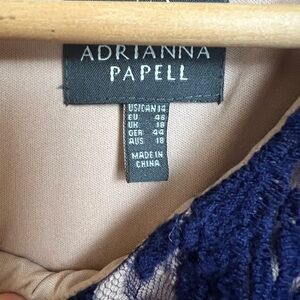 ADRIANNA
PAPELL
US/CAN 14
EU 46
UK 18
GER 44
AUS 18
MADE IN
CHINA